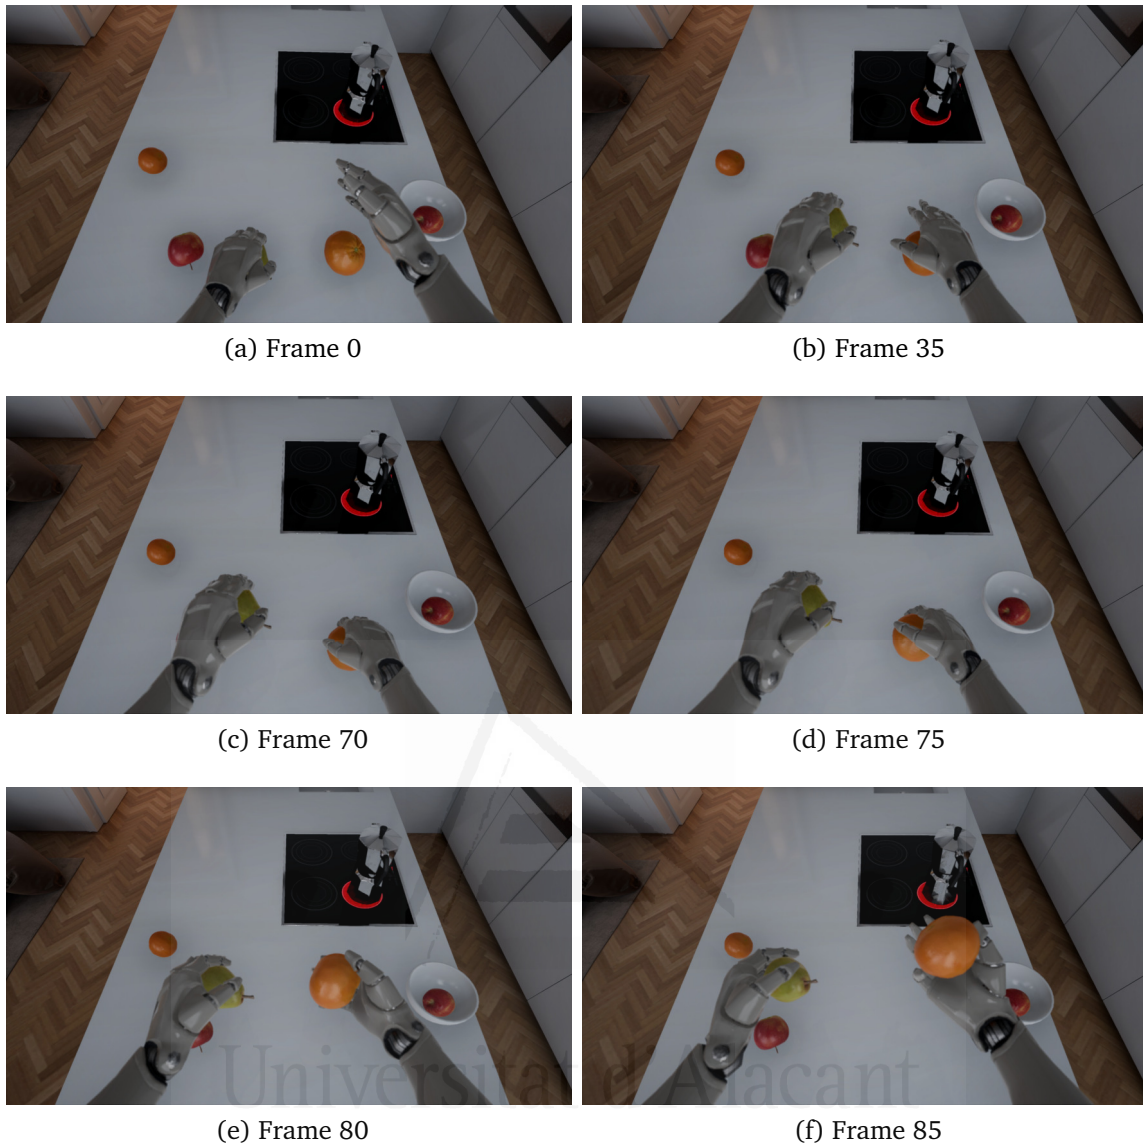 (a) Frame 0
(b) Frame 35
(c) Frame 70
(d) Frame 75
(e) Frame 80
(f) Frame 85
Universitat d'Alacant